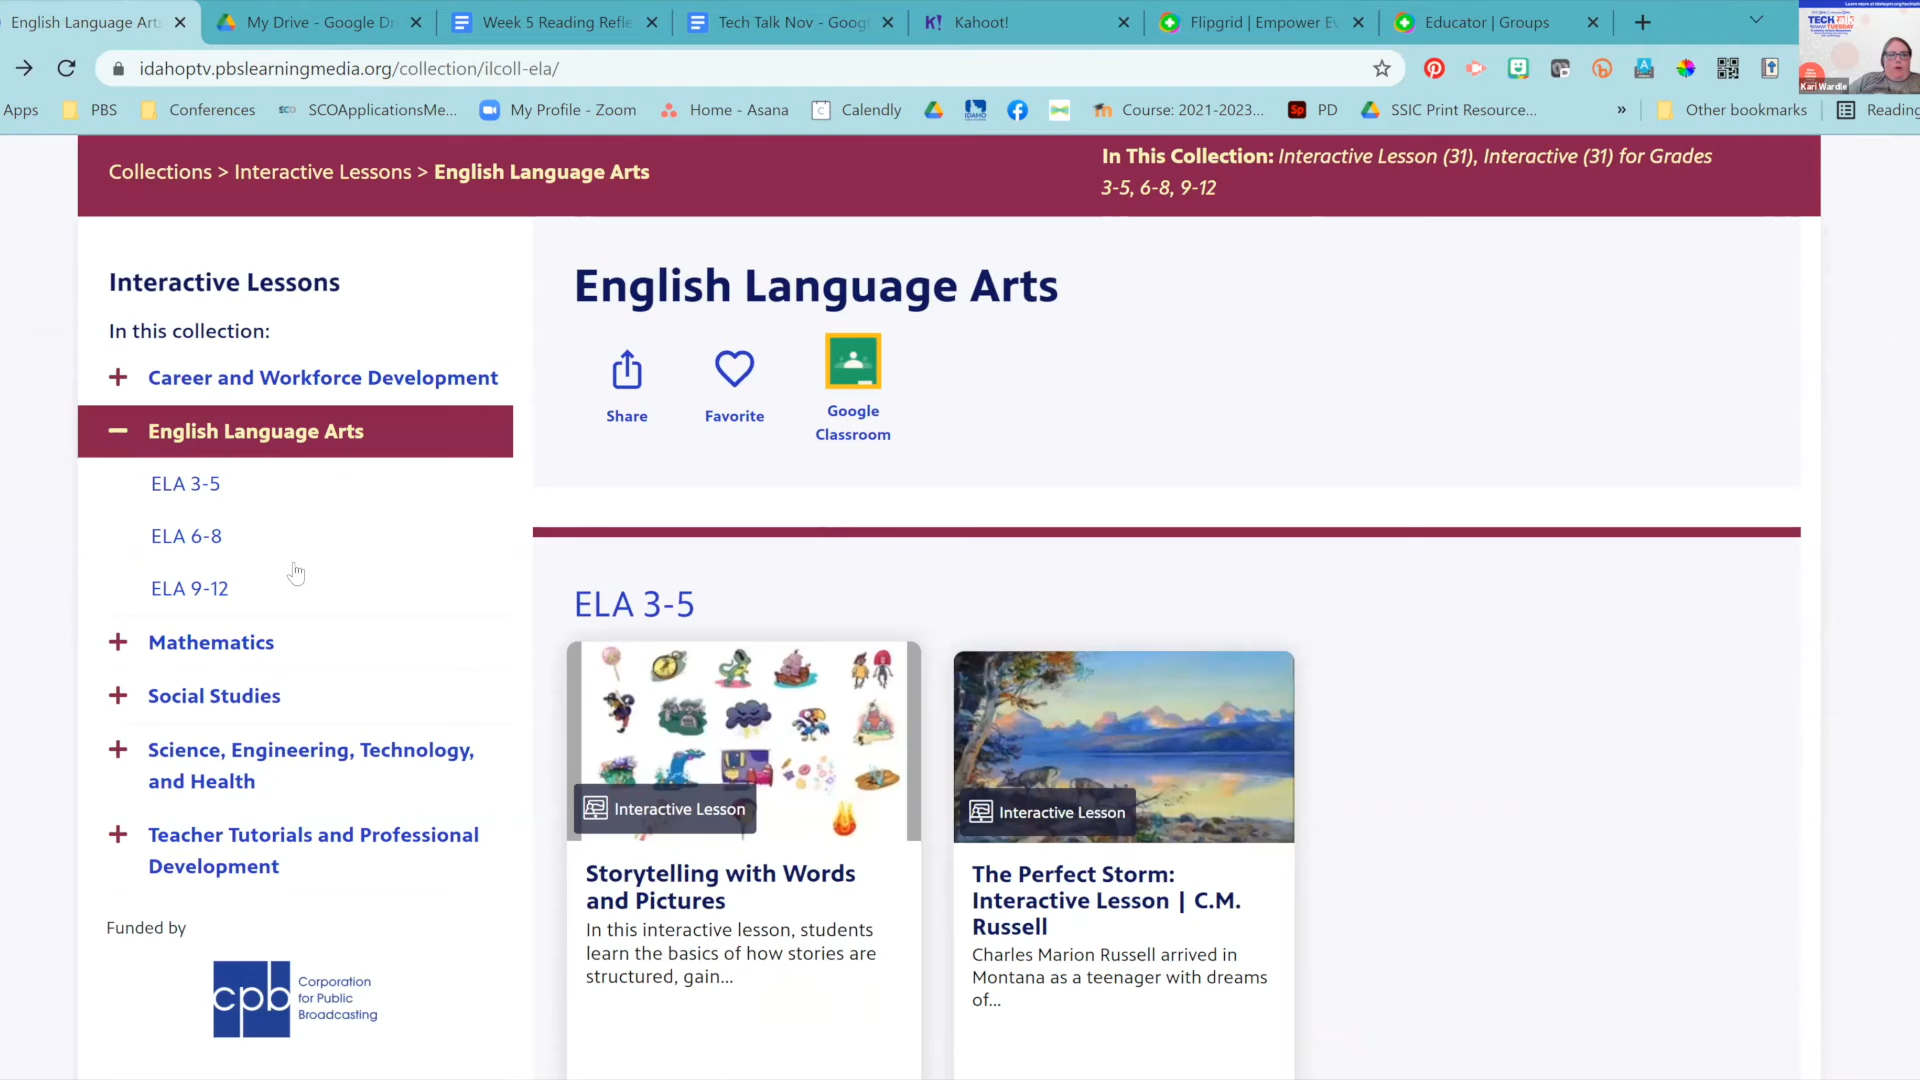 English Language Art
My Drive - Google Dr
Week 5 Reading Refle
Tech Talk Nov - Goog
Kahoot!
Flipgrid | Empower Ev
Educator | Groups
idahoptv.pbslearningmedia.org/collection/ilcoll-ela/
Apps
PBS
Conferences
SCO
SCOApplicationsMe...
My Profile - Zoom
Home - Asana
Calendly
Course: 2021-2023...
Sp
PD
SSIC Print Resource...
»
Other bookmarks
Reading
TECHtalk
TUESDAY
Kari Wardle
Collections > Interactive Lessons > English Language Arts
In This Collection: Interactive Lesson (31), Interactive (31) for Grades
3-5, 6-8, 9-12
Interactive Lessons
In this collection:
+ Career and Workforce Development
− English Language Arts
ELA 3-5
ELA 6-8
ELA 9-12
+ Mathematics
+ Social Studies
+ Science, Engineering, Technology,
and Health
+ Teacher Tutorials and Professional
Development
Funded by
cpb
Corporation
for Public
Broadcasting
English Language Arts
Share
Favorite
Google
Classroom
ELA 3-5
Interactive Lesson
Storytelling with Words
and Pictures
In this interactive lesson, students
learn the basics of how stories are
structured, gain...
Interactive Lesson
The Perfect Storm:
Interactive Lesson | C.M.
Russell
Charles Marion Russell arrived in
Montana as a teenager with dreams
of...